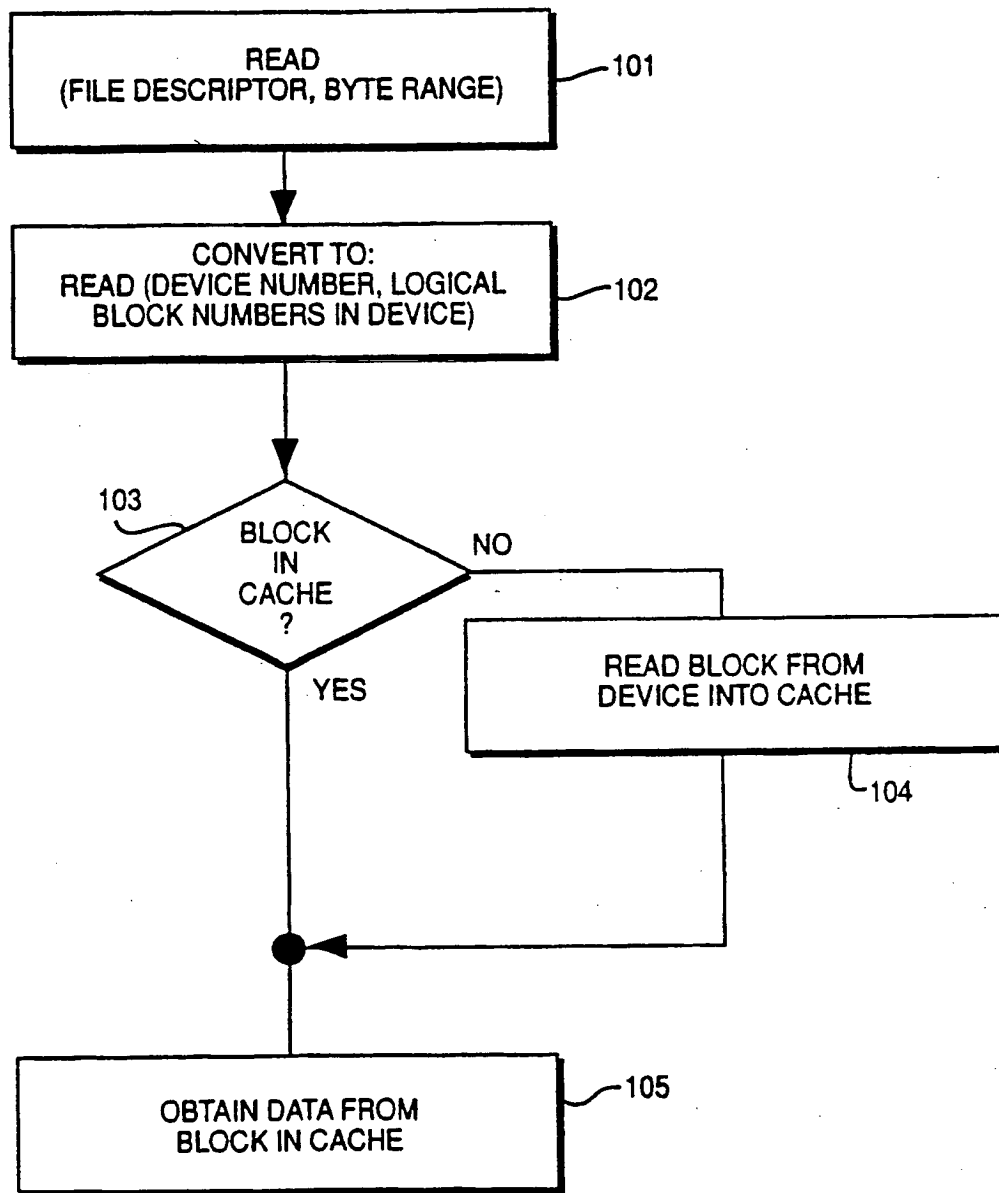 READ
(FILE DESCRIPTOR, BYTE RANGE)
101
CONVERT TO:
READ (DEVICE NUMBER, LOGICAL
BLOCK NUMBERS IN DEVICE)
102
103
BLOCK
IN
CACHE
?
NO
YES
READ BLOCK FROM
DEVICE INTO CACHE
104
OBTAIN DATA FROM
BLOCK IN CACHE
105